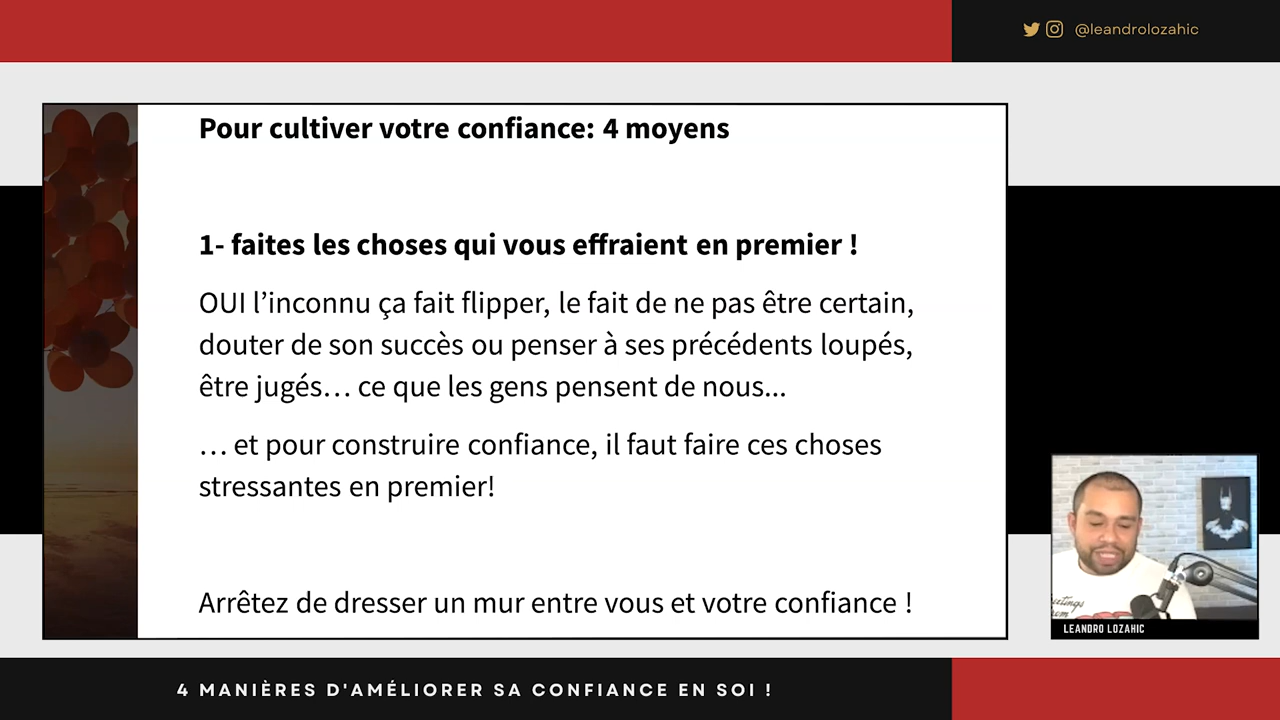 @leandrolozahic
Pour cultiver votre confiance: 4 moyens
1- faites les choses qui vous effraient en premier !
OUI l’inconnu ça fait flipper, le fait de ne pas être certain,
douter de son succès ou penser à ses précédents loupés,
être jugés… ce que les gens pensent de nous...
… et pour construire confiance, il faut faire ces choses
stressantes en premier!
Arrêtez de dresser un mur entre vous et votre confiance !
LEANDRO LOZAHIC
4 MANIÈRES D'AMÉLIORER SA CONFIANCE EN SOI !